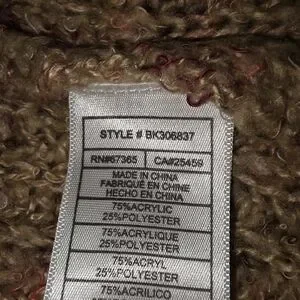 STYLE # BK306837
RN#67365 CA#25459
MADE IN CHINA
FABRIQUÉ EN CHINE
HECHO EN CHINA
75%ACRYLIC
25%POLYESTER
75%ACRYLIQUE
25%POLYESTER
75%ACRYL
25%POLYESTER
75%ACRILICO